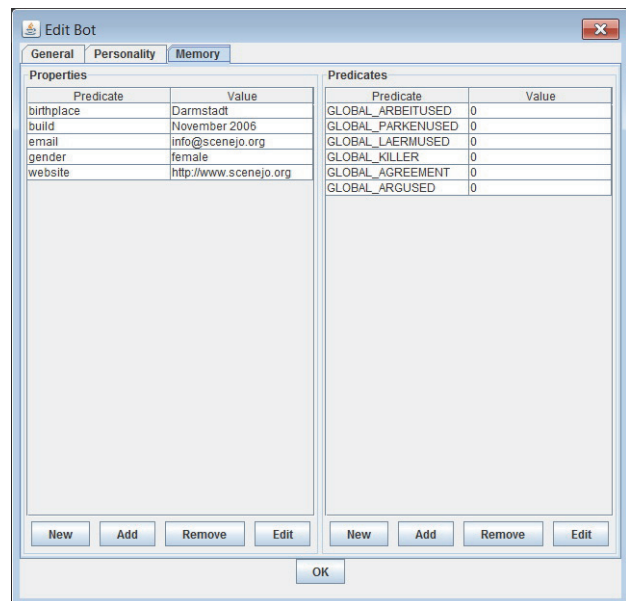 Edit Bot
General Personality Memory
Properties
Predicate Value
birthplace Darmstadt
build November 2006
email info@scenejo.org
gender female
website http://www.scenejo.org
New Add Remove Edit
Predicates
Predicate Value
GLOBAL_ARBEITUSED 0
GLOBAL_PARKENUSED 0
GLOBAL_LAERMUSED 0
GLOBAL_KILLER 0
GLOBAL_AGREEMENT 0
GLOBAL_ARGUSED 0
New Add Remove Edit
OK